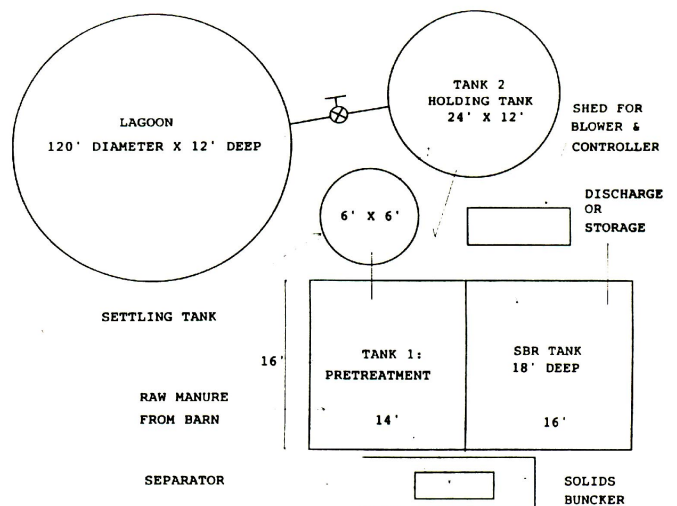 LAGOON
120' DIAMETER X 12' DEEP
TANK 2
HOLDING TANK
24' X 12'
SHED FOR
BLOWER &
CONTROLLER
DISCHARGE
OR
STORAGE
6' X 6'
SETTLING TANK
16'
TANK 1:
PRETREATMENT
14'
SBR TANK
18' DEEP
16'
RAW MANURE
FROM BARN
SEPARATOR
SOLIDS
BUNCKER